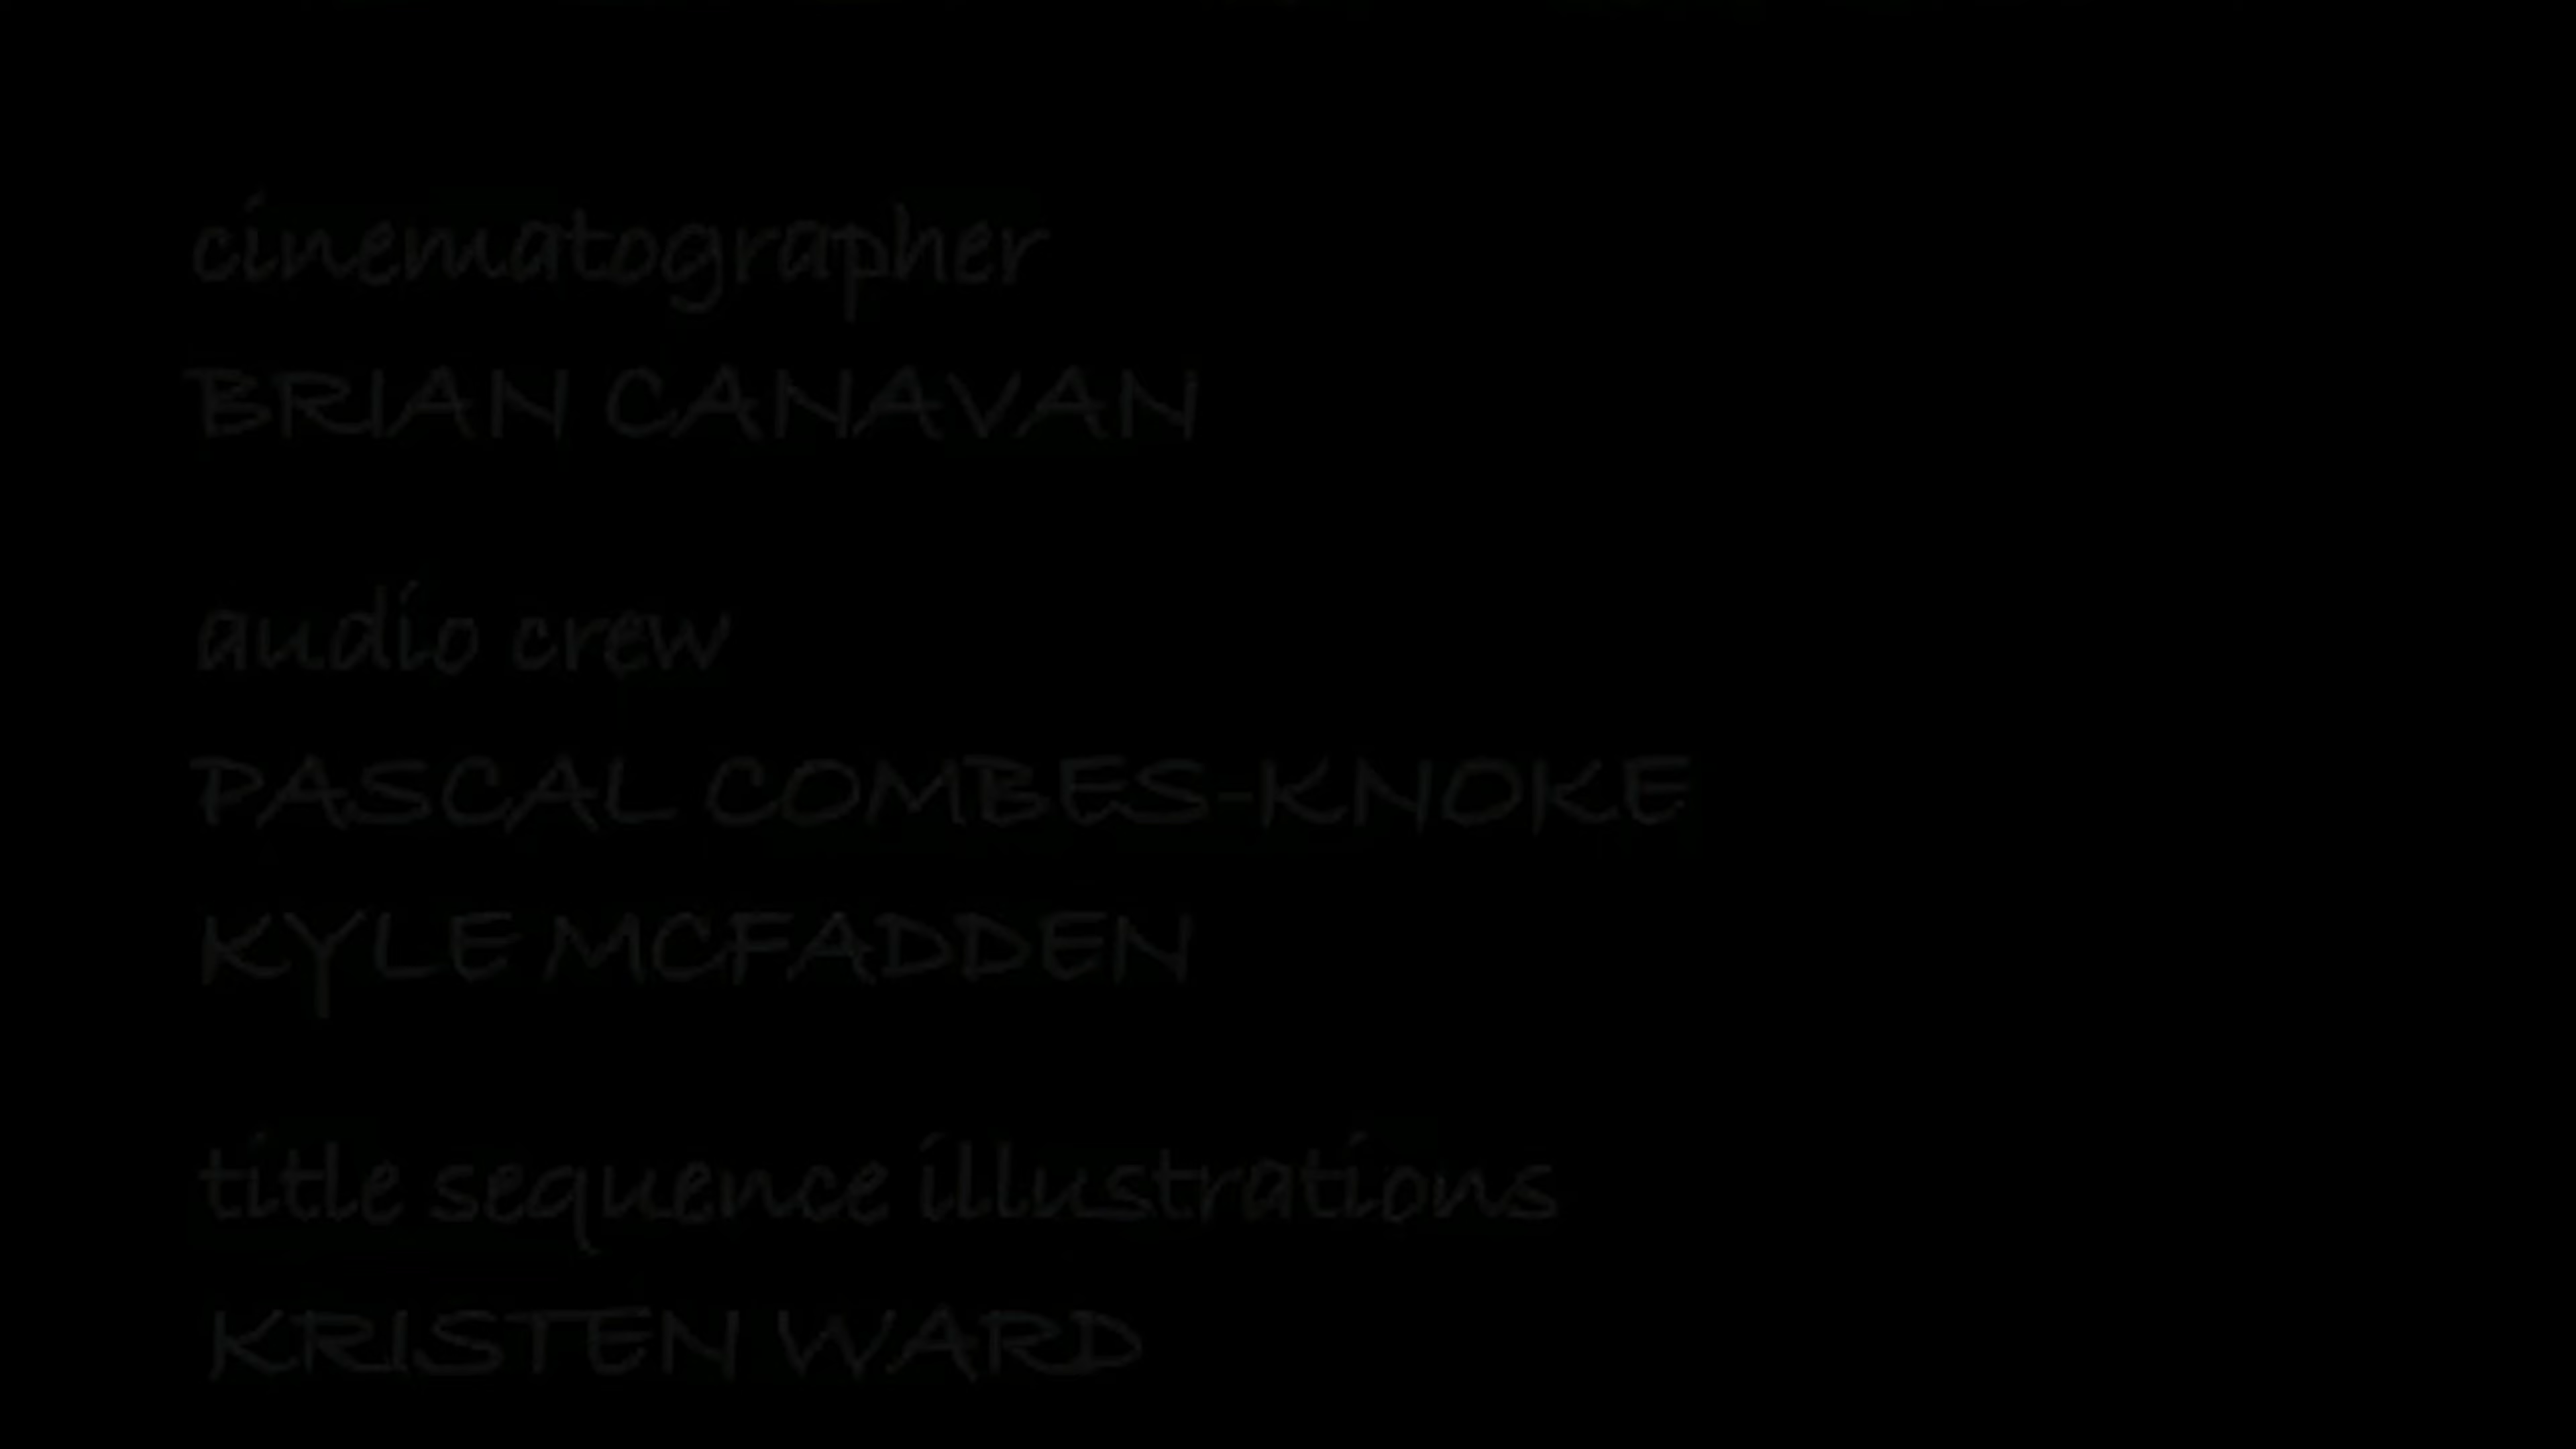 cinematographer
BRIAN CANAVAN
audio crew
PASCAL COMBES-KNOKE
KYLE MCFADDEN
title sequence illustrations
KRISTEN WARD